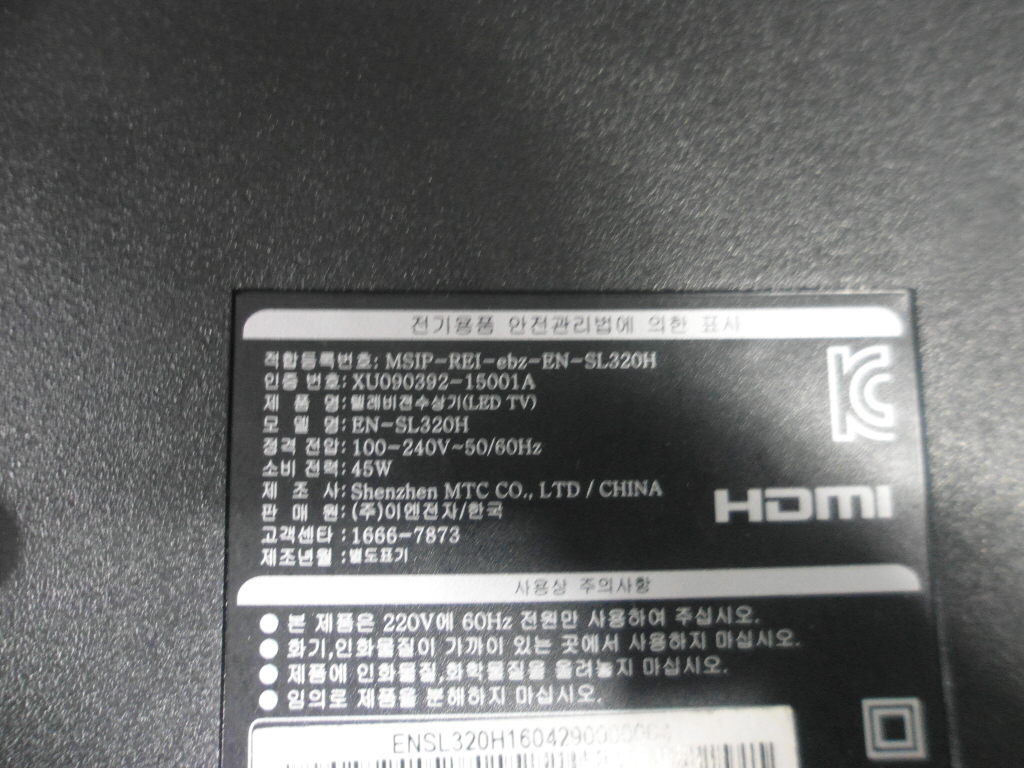 전기용품 안전관리법에 의한 표사
적합등록번호: MSIP-REI-ebz-EN-SL320H
인증 번호: XU090392-15001A
제 품 명: 텔레비젼수상기(LED TV)
모 델 명: EN-SL320H
정격 전압: 100-240V~50/60Hz
소비 전력: 45W
제 조 사: Shenzhen MTC CO., LTD / CHINA
판 매 원: (주)이엔전자/한국
고객센타 : 1666-7873
제조년월 : 별도표기
HDMI
사용상 주의사항
● 본 제품은 220V에 60Hz 전원만 사용하여 주십시오.
● 화기,인화물질이 가까이 있는 곳에서 사용하지 마십시오.
● 제품에 인화물질,화학물질을 올려놓지 마십시오.
● 임의로 제품을 분해하지 마십시오.